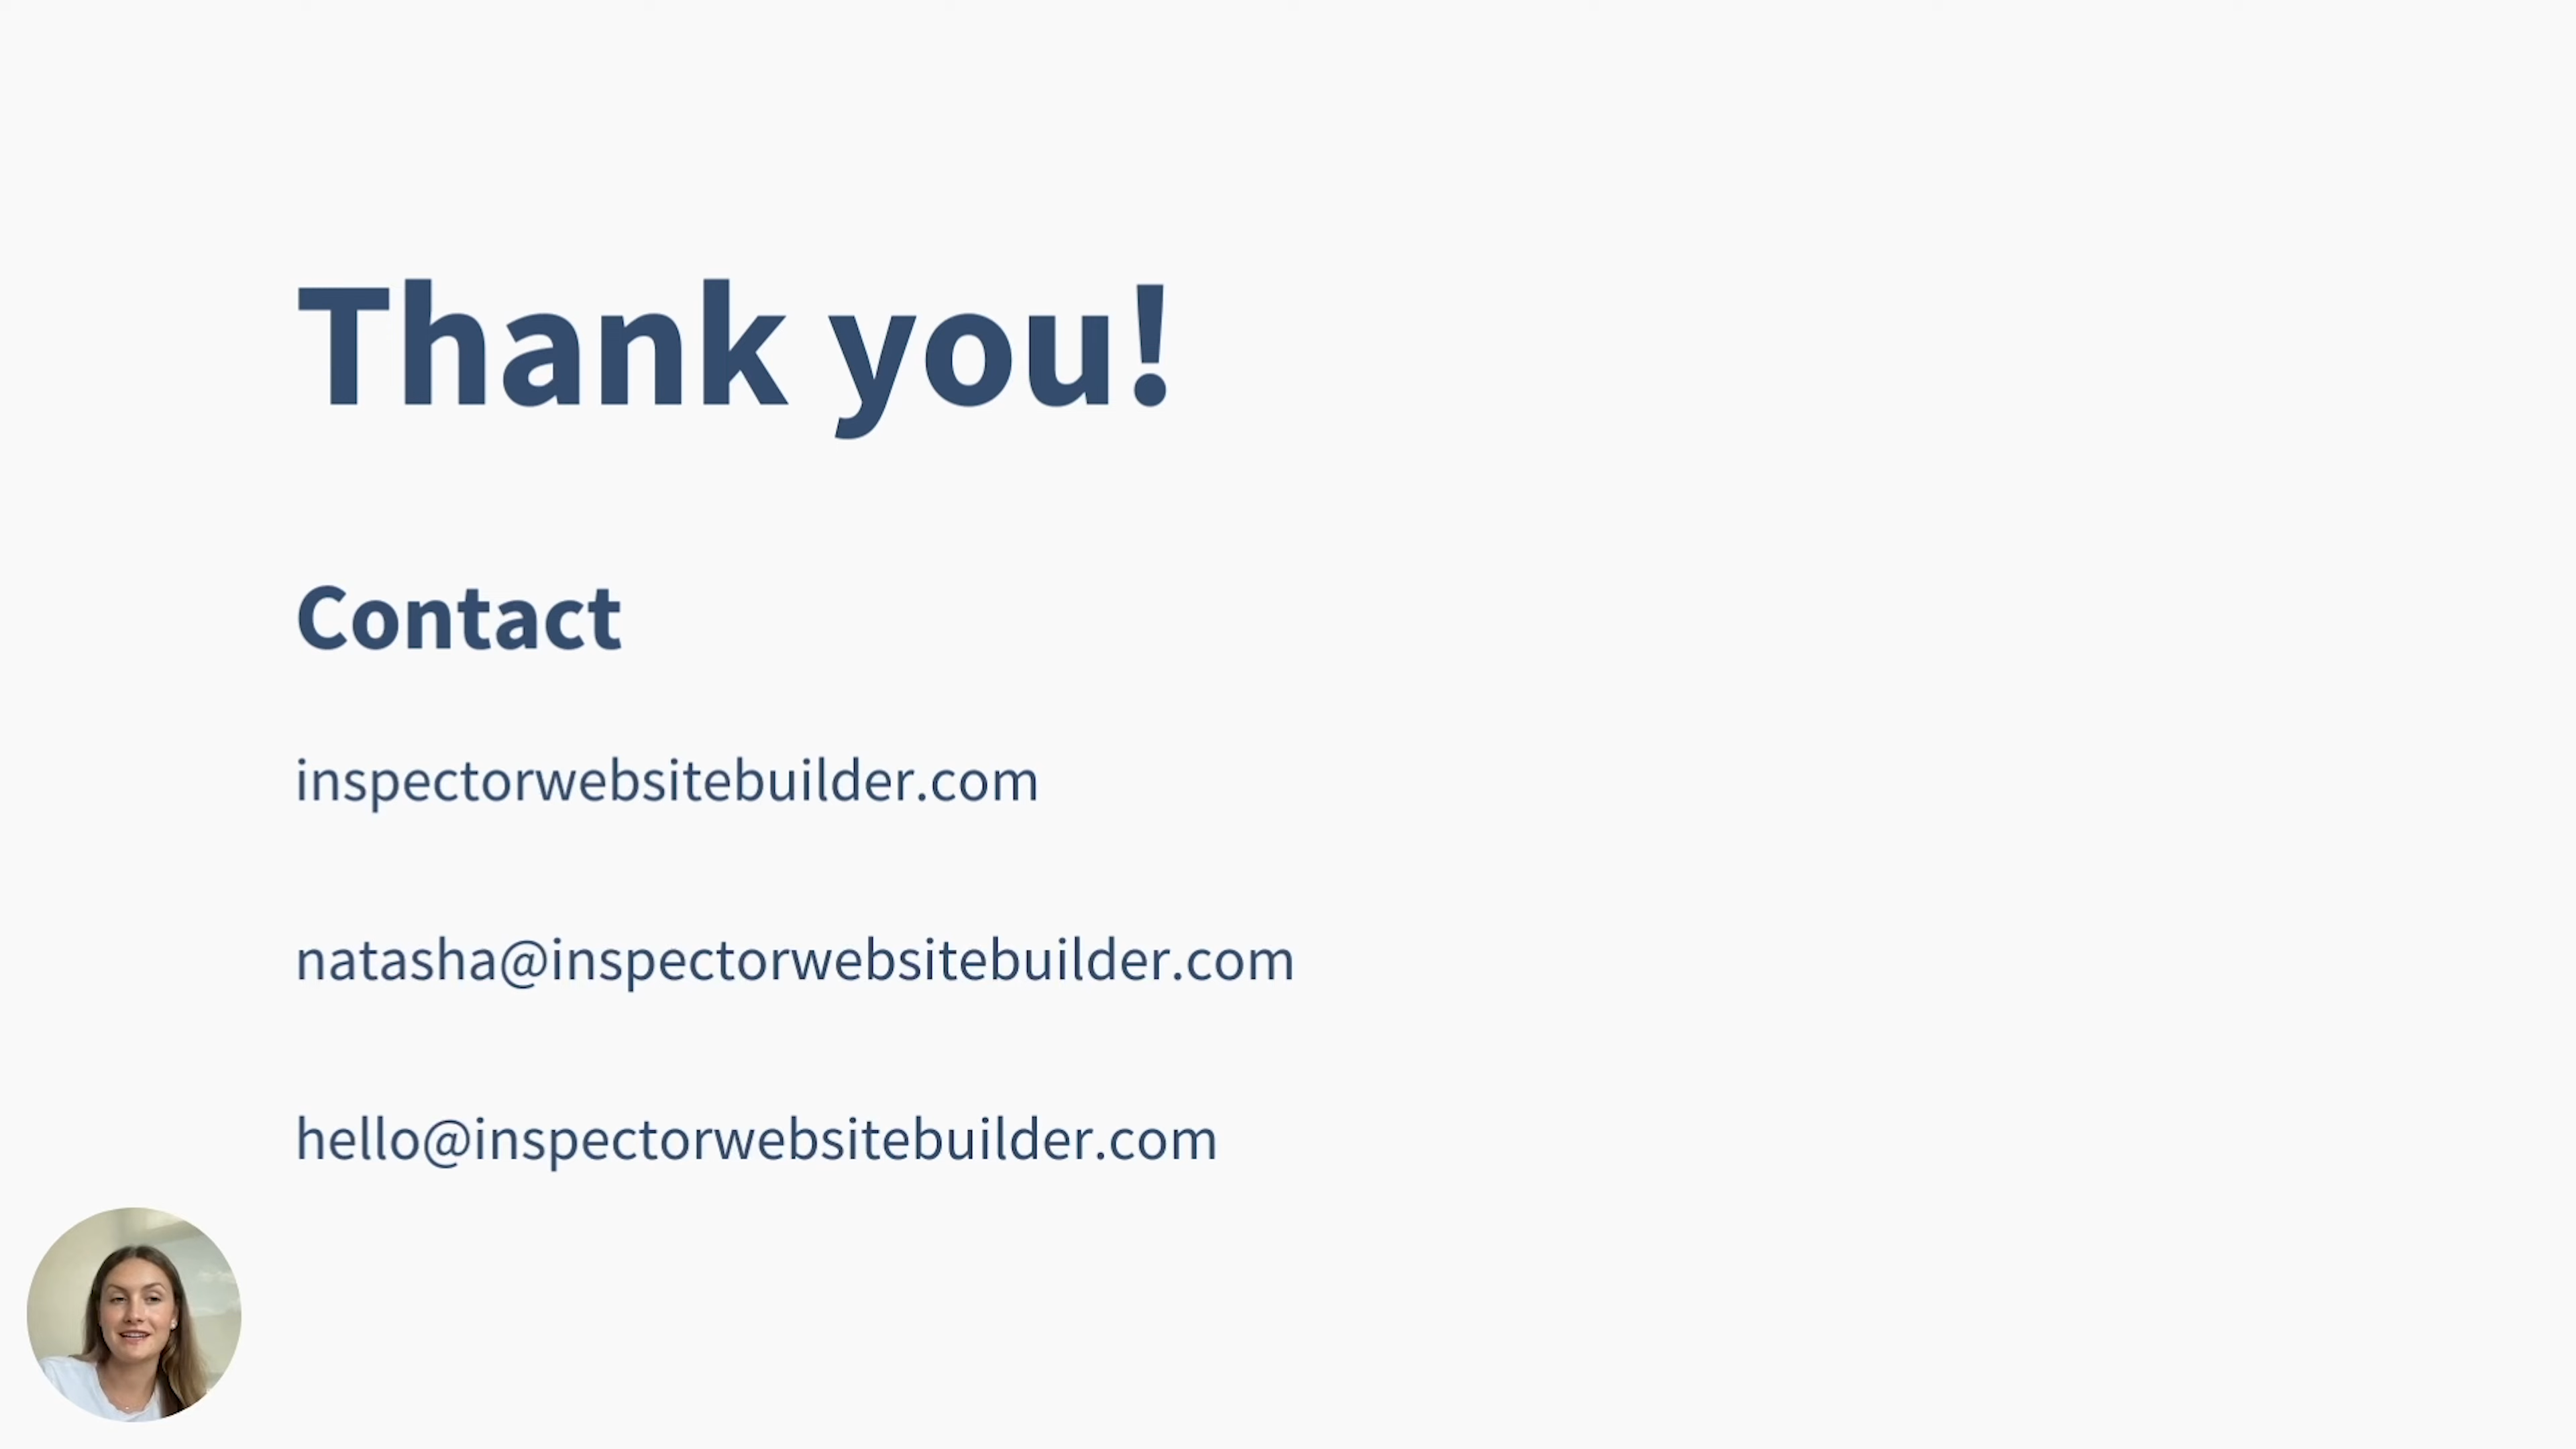 Thank you!
Contact
inspectorwebsitebuilder.com
natasha@inspectorwebsitebuilder.com
hello@inspectorwebsitebuilder.com